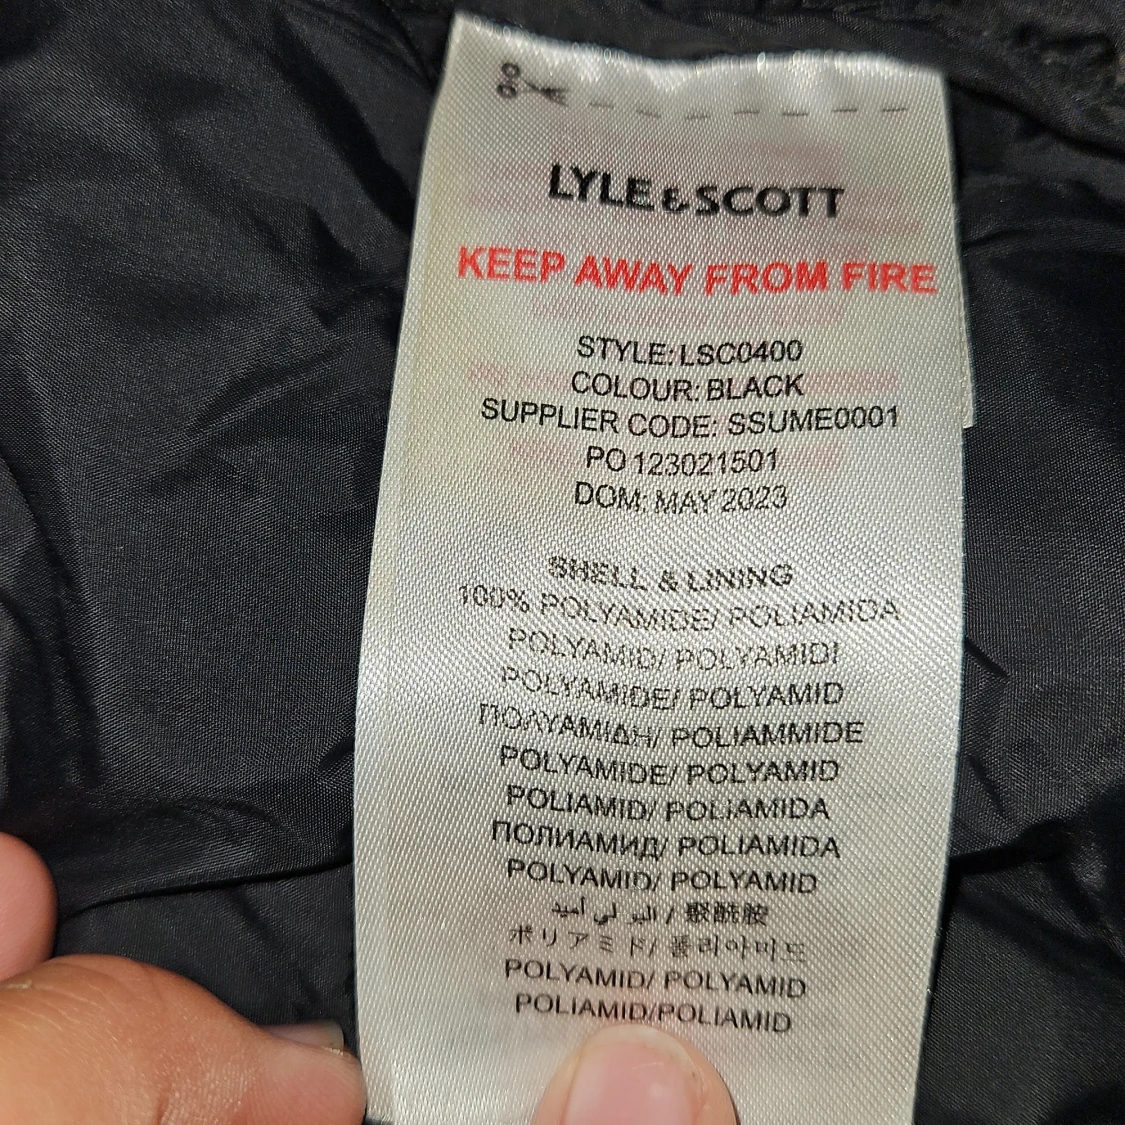 LYLE & SCOTT
KEEP AWAY FROM FIRE
STYLE: LSC0400
COLOUR: BLACK
SUPPLIER CODE: SSUME0001
PO 123021501
DOM: MAY 2023
SHELL & LINING
100% POLYAMIDE/ POLIAMIDA
POLYAMID/ POLYAMIDI
POLYAMIDE/ POLYAMID
ΠΟΛΥΑΜΙΔΗ/ POLIAMMIDE
POLYAMIDE/ POLYAMID
POLIAMID/ POLIAMIDA
ПОЛИАМИД/ POLIAMIDA
POLYAMID/ POLYAMID
البو لي أميد / 聚酰胺
ポリアミド/ 폴리아미드
POLYAMID/ POLYAMID
POLIAMID/POLIAMID